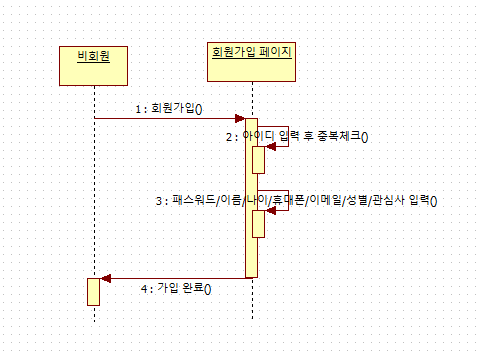 비회원
회원가입 페이지
1 : 회원가입()
2 : 아이디 입력 후 중복체크()
3 : 패스워드/이름/나이/휴대폰/이메일/성별/관심사 입력()
4 : 가입 완료()